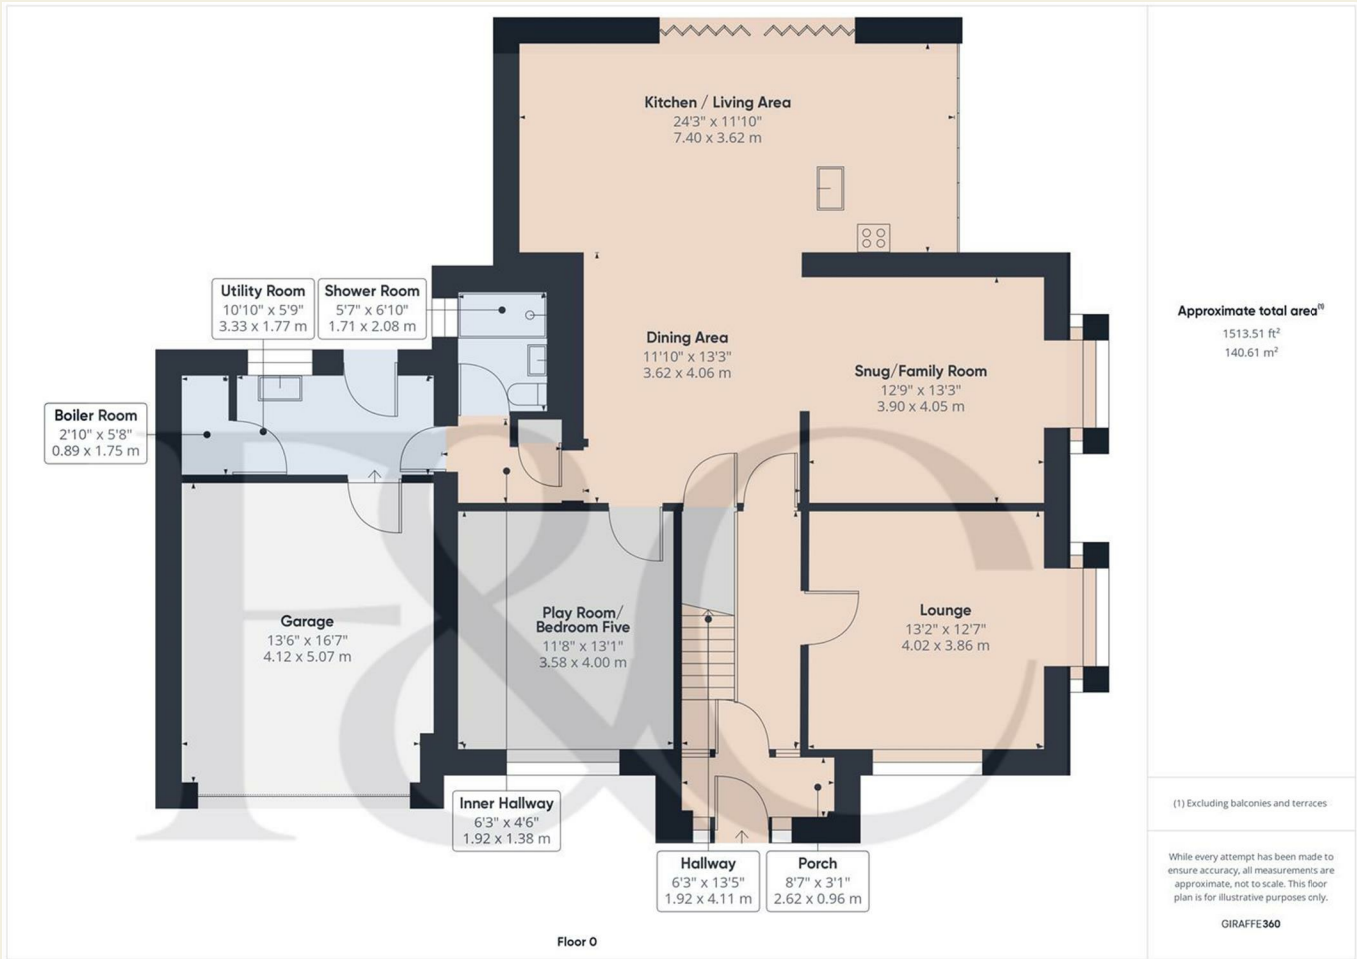 Kitchen / Living Area
24'3" x 11'10"
7.40 x 3.62 m
Utility Room
10'10" x 5'9"
3.33 x 1.77 m
Shower Room
5'7" x 6'10"
1.71 x 2.08 m
Dining Area
11'10" x 13'3"
3.62 x 4.06 m
Snug/Family Room
12'9" x 13'3"
3.90 x 4.05 m
Boiler Room
2'10" x 5'8"
0.89 x 1.75 m
Garage
13'6" x 16'7"
4.12 x 5.07 m
Play Room/
Bedroom Five
11'8" x 13'1"
3.58 x 4.00 m
Lounge
13'2" x 12'7"
4.02 x 3.86 m
Inner Hallway
6'3" x 4'6"
1.92 x 1.38 m
Hallway
6'3" x 13'5"
1.92 x 4.11 m
Porch
8'7" x 3'1"
2.62 x 0.96 m
Floor 0
F&C
Approximate total area(1)
1513.51 ft²
140.61 m²
(1) Excluding balconies and terraces
While every attempt has been made to
ensure accuracy, all measurements are
approximate, not to scale. This floor
plan is for illustrative purposes only.
GIRAFFE360